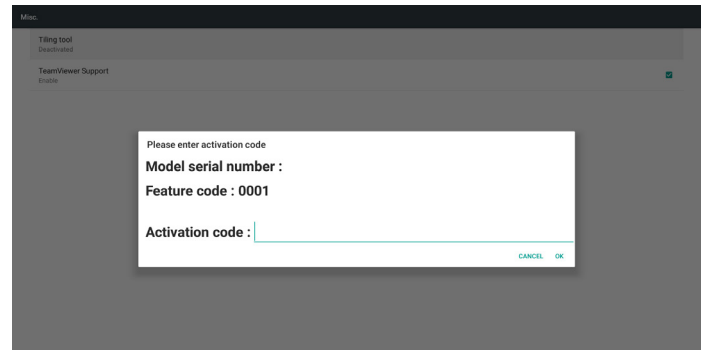 Misc.
Tiling tool
Deactivated
TeamViewer Support
Enable
Please enter activation code
Model serial number :
Feature code : 0001
Activation code :
CANCEL OK